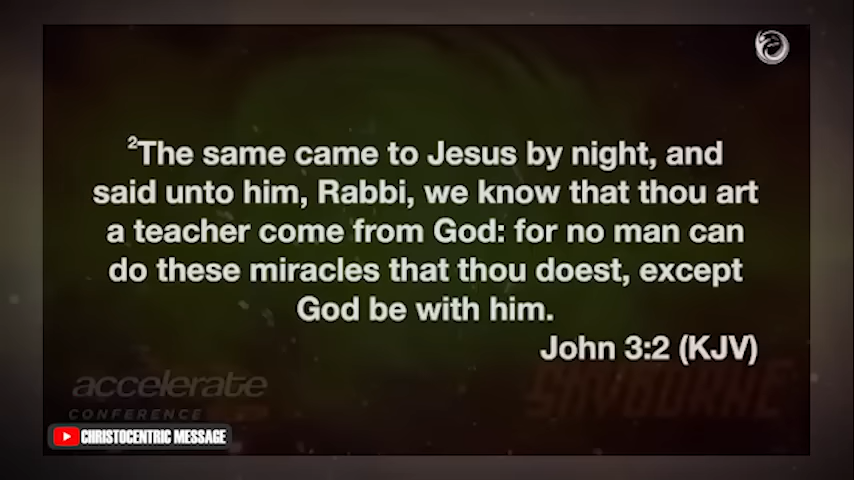 ²The same came to Jesus by night, and
said unto him, Rabbi, we know that thou art
a teacher come from God: for no man can
do these miracles that thou doest, except
God be with him.
John 3:2 (KJV)
accelerate
CONFERENCE
SKYBORNE
CHRISTOCENTRIC MESSAGE